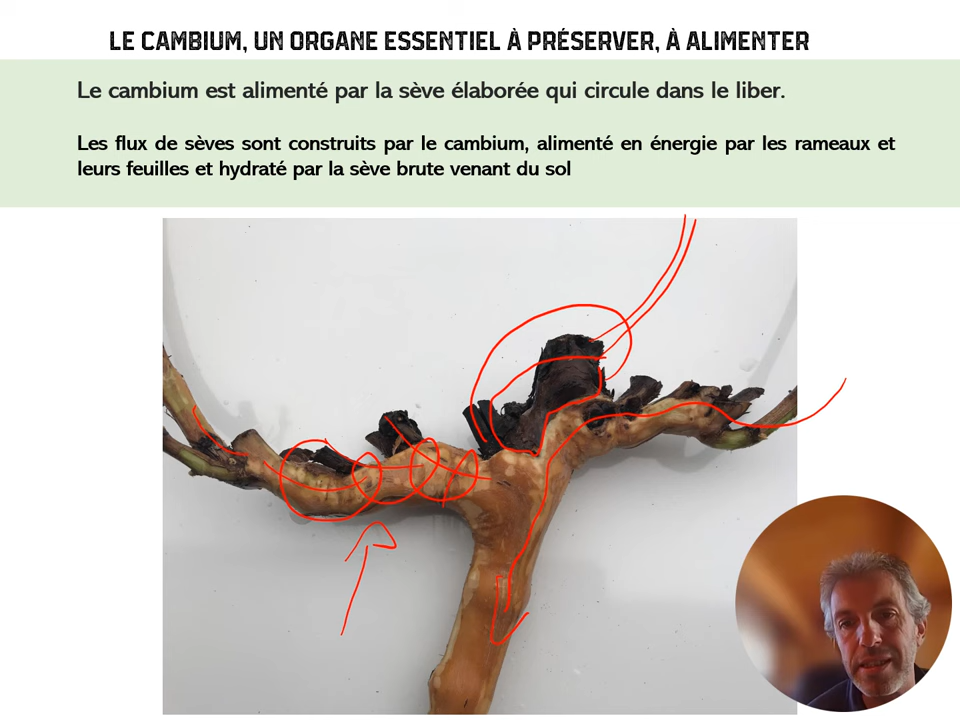 LE CAMBIUM, UN ORGANE ESSENTIEL À PRÉSERVER, À ALIMENTER
Le cambium est alimenté par la sève élaborée qui circule dans le liber.
Les flux de sèves sont construits par le cambium, alimenté en énergie par les rameaux et
leurs feuilles et hydraté par la sève brute venant du sol